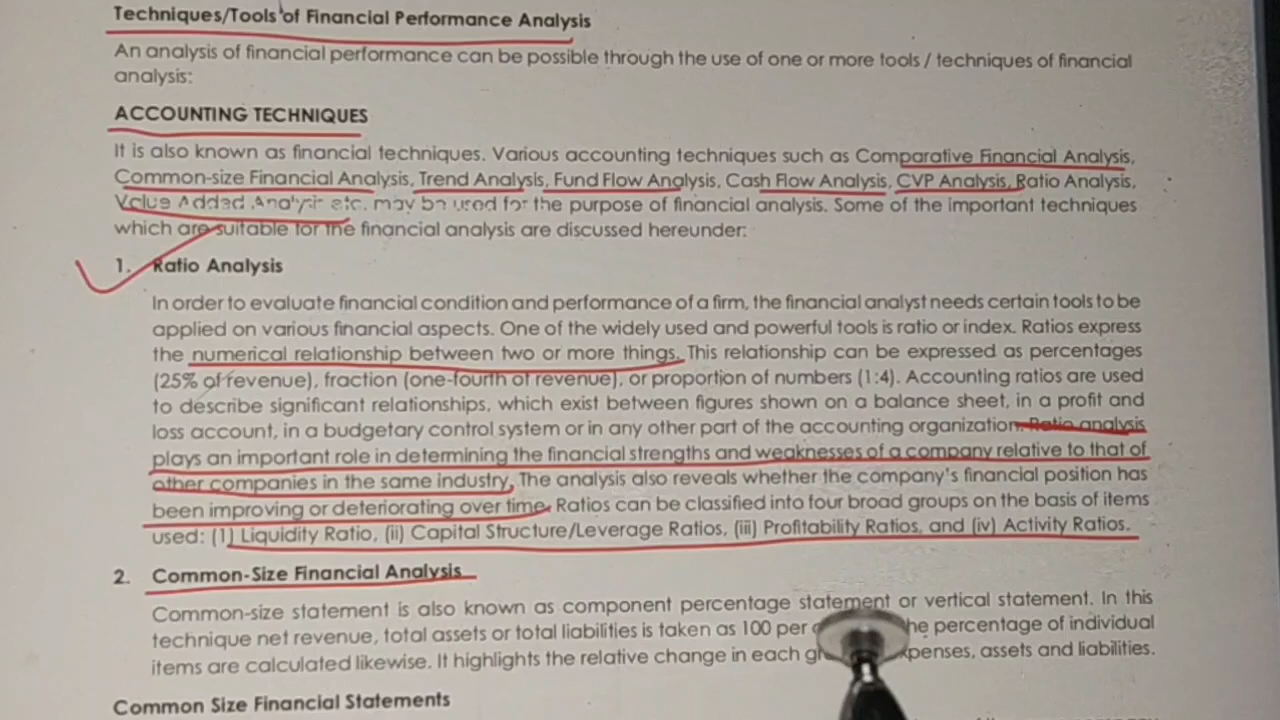 Techniques/Tools of Financial Performance Analysis
An analysis of financial performance can be possible through the use of one or more tools / techniques of financial
analysis:
ACCOUNTING TECHNIQUES
It is also known as financial techniques. Various accounting techniques such as Comparative Financial Analysis,
Common-size Financial Analysis, Trend Analysis, Fund Flow Analysis, Cash Flow Analysis, CVP Analysis, Ratio Analysis,
Value Added Analysis etc. may be used for the purpose of financial analysis. Some of the important techniques
which are suitable for the financial analysis are discussed hereunder:
1. Ratio Analysis
In order to evaluate financial condition and performance of a firm, the financial analyst needs certain tools to be
applied on various financial aspects. One of the widely used and powerful tools is ratio or index. Ratios express
the numerical relationship between two or more things. This relationship can be expressed as percentages
(25% of revenue), fraction (one-fourth of revenue), or proportion of numbers (1:4). Accounting ratios are used
to describe significant relationships, which exist between figures shown on a balance sheet, in a profit and
loss account, in a budgetary control system or in any other part of the accounting organization. Ratio analysis
plays an important role in determining the financial strengths and weaknesses of a company relative to that of
other companies in the same industry. The analysis also reveals whether the company's financial position has
been improving or deteriorating over time. Ratios can be classified into four broad groups on the basis of items
used: (1) Liquidity Ratio, (ii) Capital Structure/Leverage Ratios, (iii) Profitability Ratios, and (iv) Activity Ratios.
2. Common-Size Financial Analysis
Common-size statement is also known as component percentage statement or vertical statement. In this
technique net revenue, total assets or total liabilities is taken as 100 per percentage of individual
items are calculated likewise. It highlights the relative change in each assets and liabilities.
Common Size Financial Statements